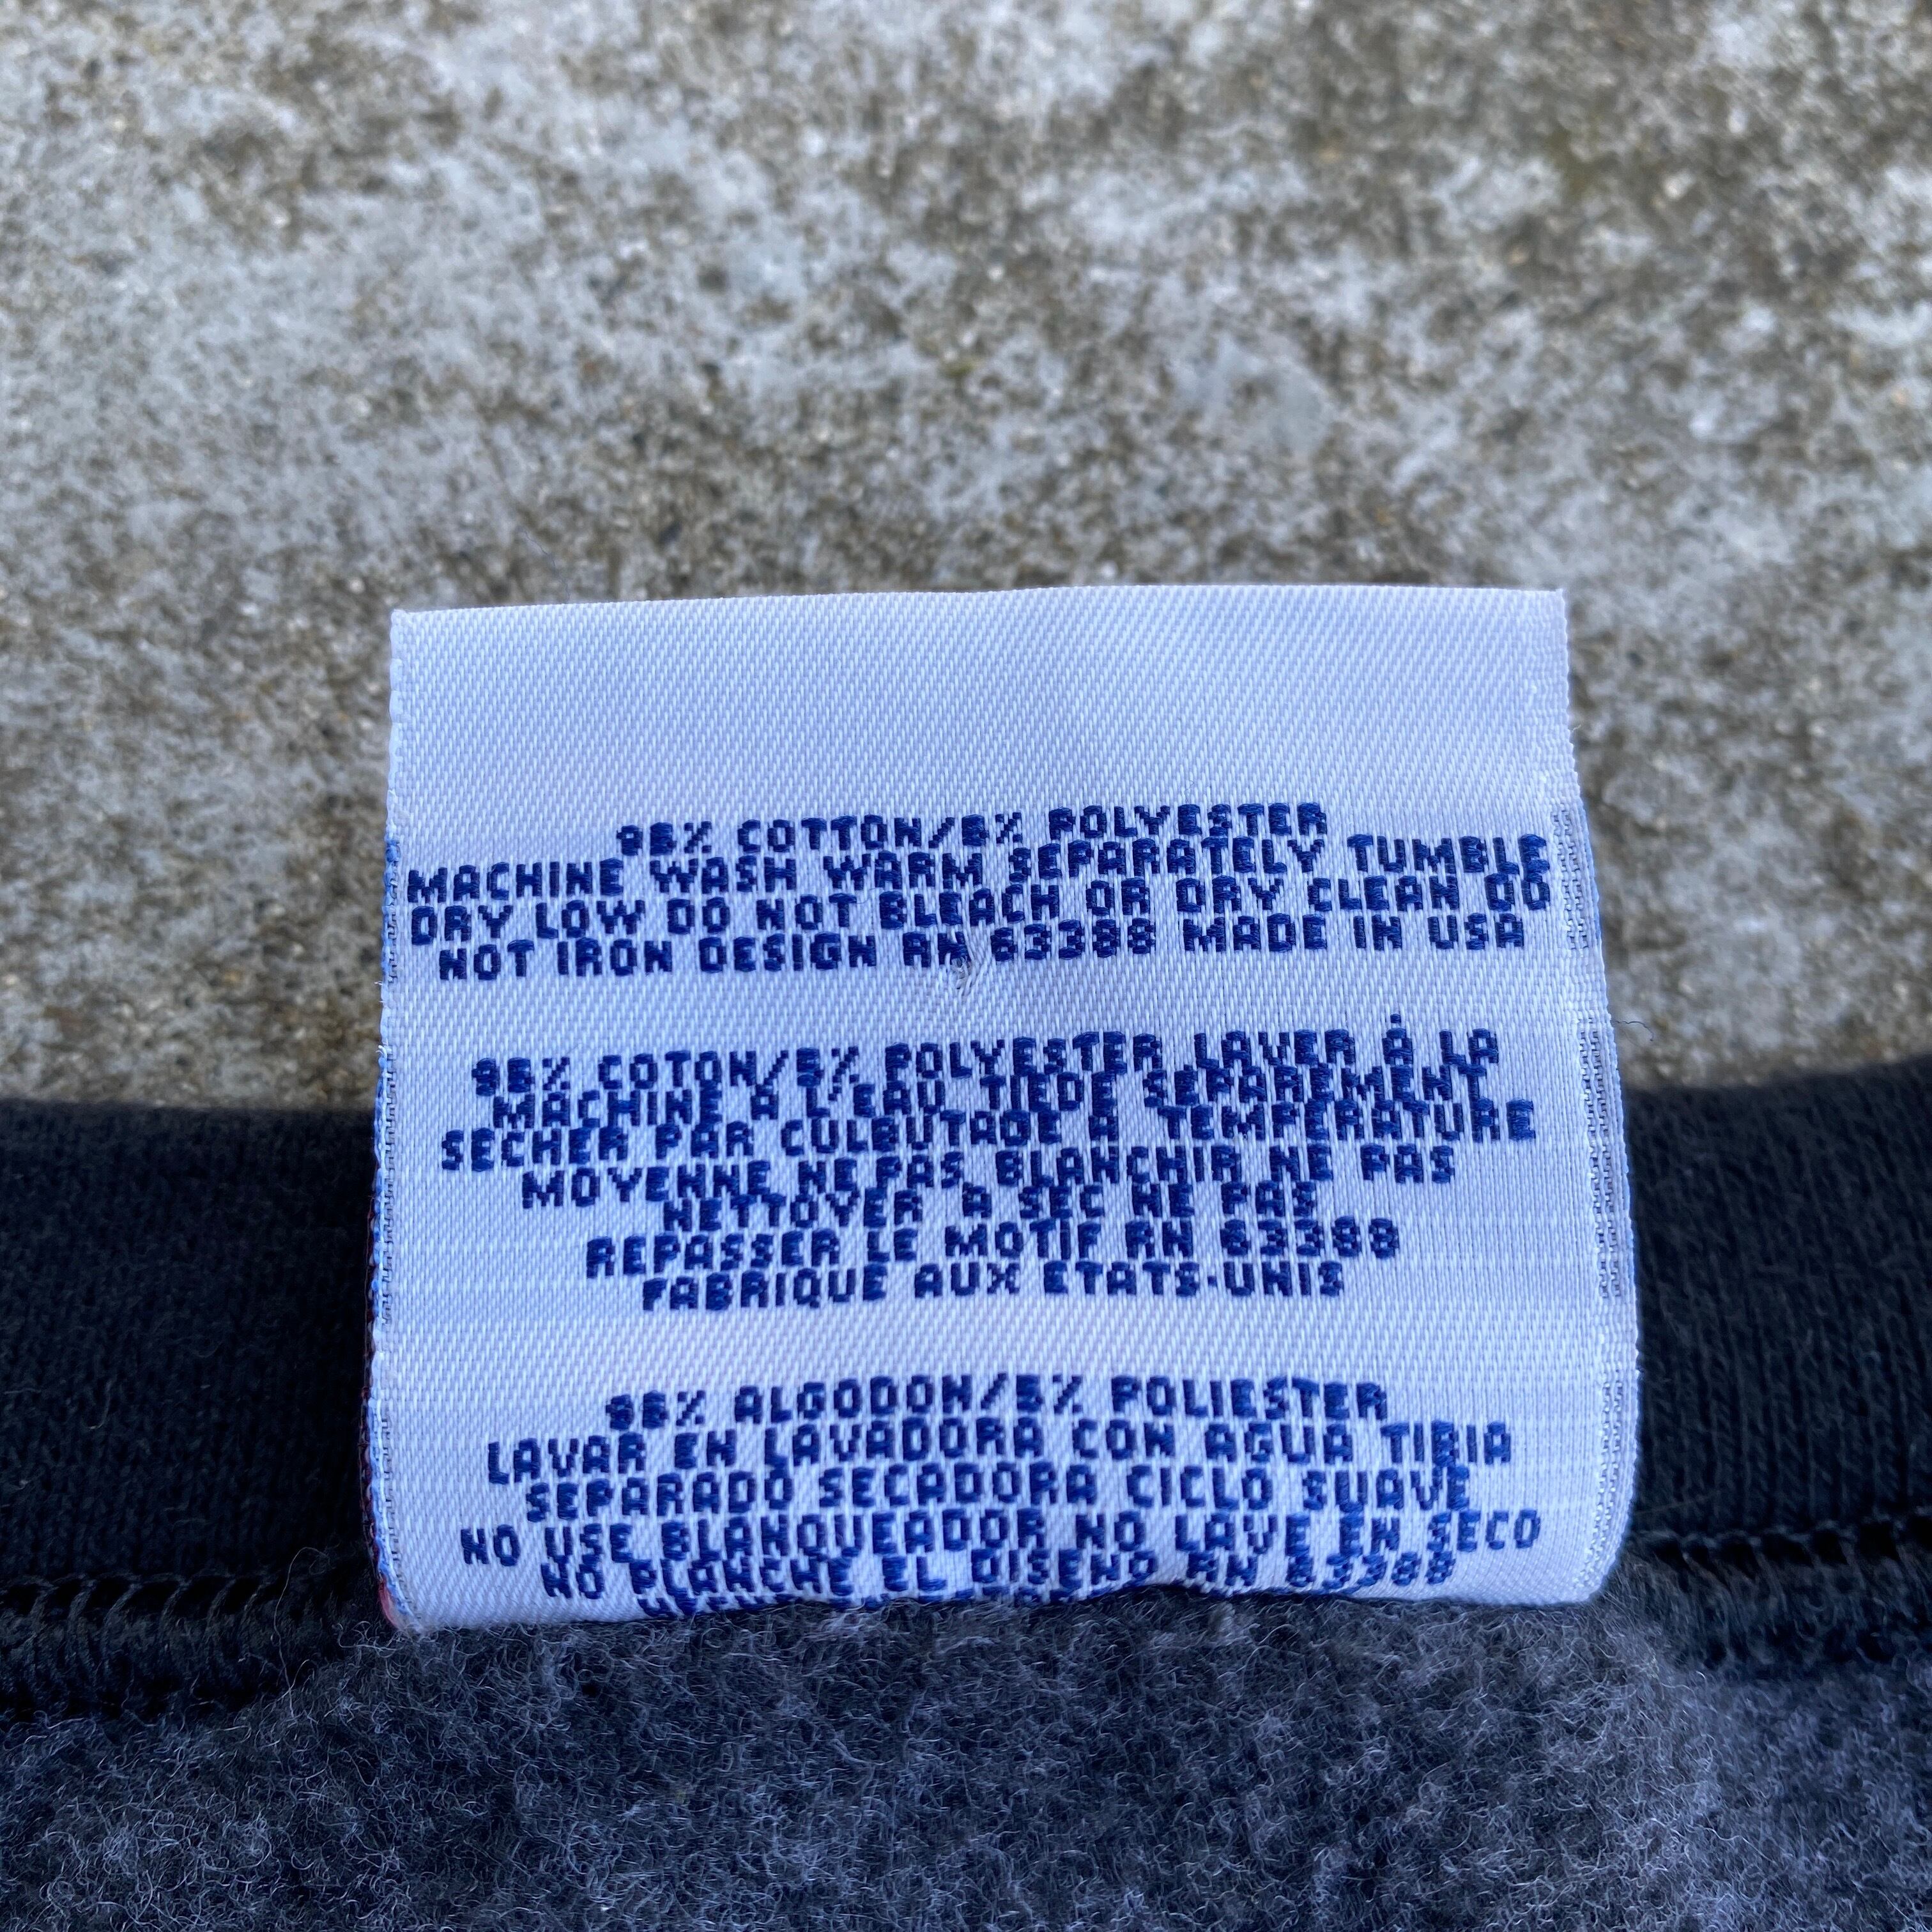 95% COTTON/5% POLYESTER
MACHINE WASH WARM SEPARATELY TUMBLE
DRY LOW DO NOT BLEACH OR DRY CLEAN DO
NOT IRON DESIGN RN 63388 MADE IN USA
95% COTON/5% POLYESTER LAVER À LA
MACHINE A L'EAU TIEDE SEPAREMENT
SECHER PAR CULBUTAGE A TEMPERATURE
MOYENNE NE PAS BLANCHIR NE PAS
NETTOYER A SEC NE PAS
REPASSER LE MOTIF RN 63388
FABRIQUE AUX ETATS-UNIS
95% ALGODON/5% POLIESTER
LAVAR EN LAVADORA CON AGUA TIBIA
SEPARADO SECADORA CICLO SUAVE
NO USE BLANQUEADOR NO LAVE EN SECO
NO PLANCHE EL DISENO RN 63388